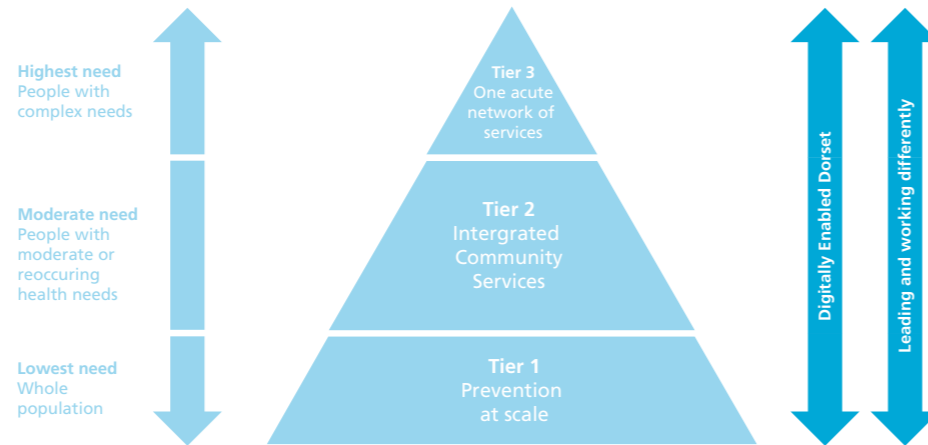 Highest need
People with
complex needs
Moderate need
People with
moderate or
reoccuring
health needs
Lowest need
Whole
population
Tier 3
One acute
network of
services
Tier 2
Intergrated
Community
Services
Tier 1
Prevention
at scale
Digitally Enabled Dorset
Leading and working differently